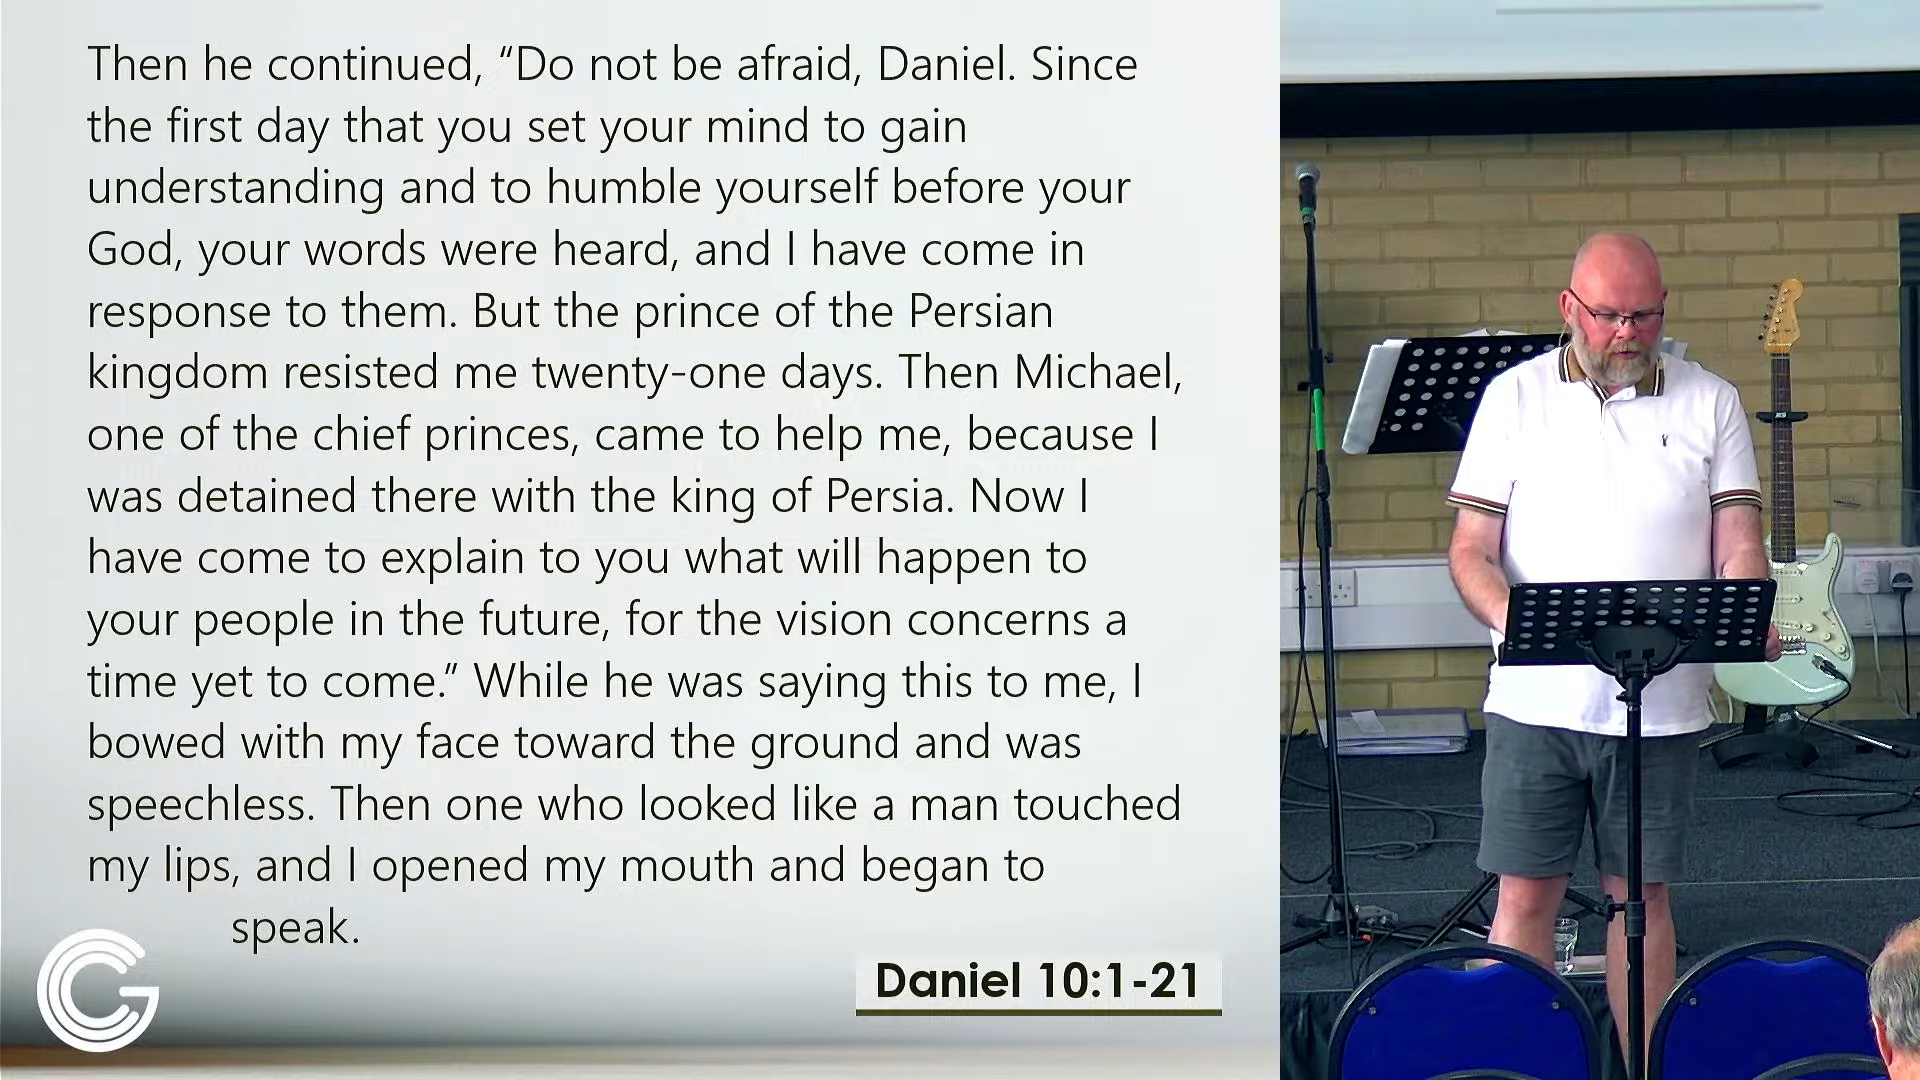 Then he continued, “Do not be afraid, Daniel. Since
the first day that you set your mind to gain
understanding and to humble yourself before your
God, your words were heard, and I have come in
response to them. But the prince of the Persian
kingdom resisted me twenty-one days. Then Michael,
one of the chief princes, came to help me, because I
was detained there with the king of Persia. Now I
have come to explain to you what will happen to
your people in the future, for the vision concerns a
time yet to come.” While he was saying this to me, I
bowed with my face toward the ground and was
speechless. Then one who looked like a man touched
my lips, and I opened my mouth and began to
speak.
Daniel 10:1-21